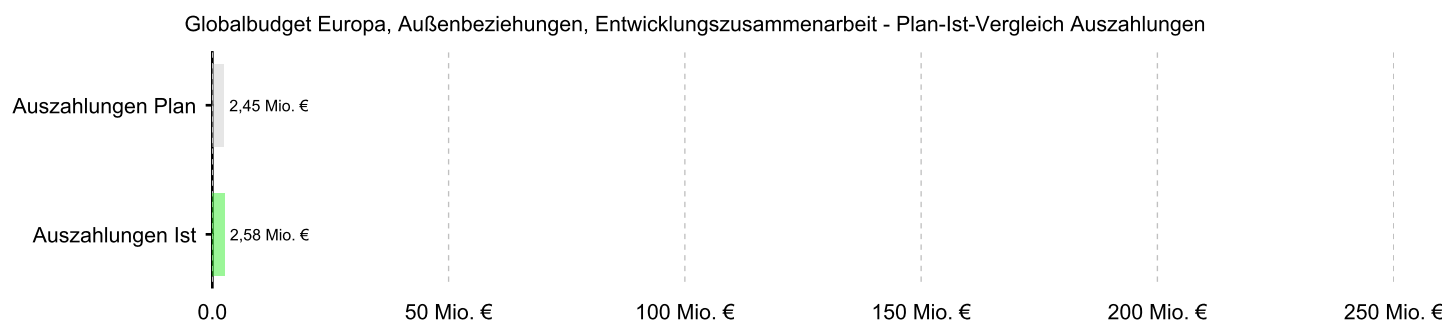 Globalbudget Europa, Außenbeziehungen, Entwicklungszusammenarbeit - Plan-Ist-Vergleich Auszahlungen
Auszahlungen Plan
2,45 Mio. €
Auszahlungen Ist
2,58 Mio. €
0.0
50 Mio. €
100 Mio. €
150 Mio. €
200 Mio. €
250 Mio. €